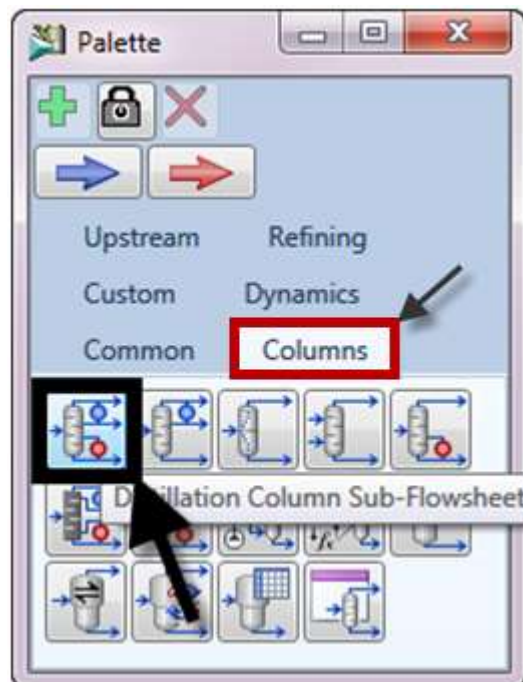 Palette
Upstream Refining
Custom Dynamics
Common Columns
Distillation Column Sub-Flowsheet